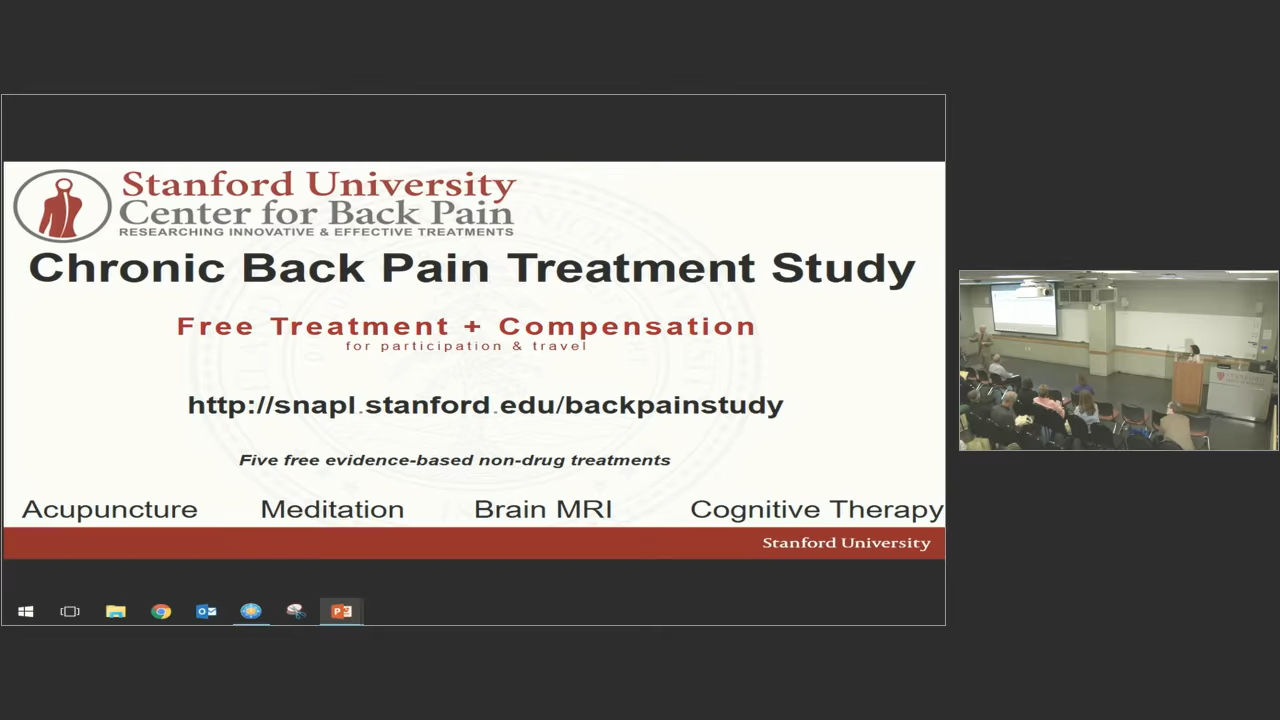 Stanford University
Center for Back Pain
RESEARCHING INNOVATIVE & EFFECTIVE TREATMENTS
Chronic Back Pain Treatment Study
Free Treatment + Compensation
for participation & travel
http://snapl.stanford.edu/backpainstudy
Five free evidence-based non-drug treatments
Acupuncture Meditation Brain MRI Cognitive Therapy
Stanford University
STANFORD